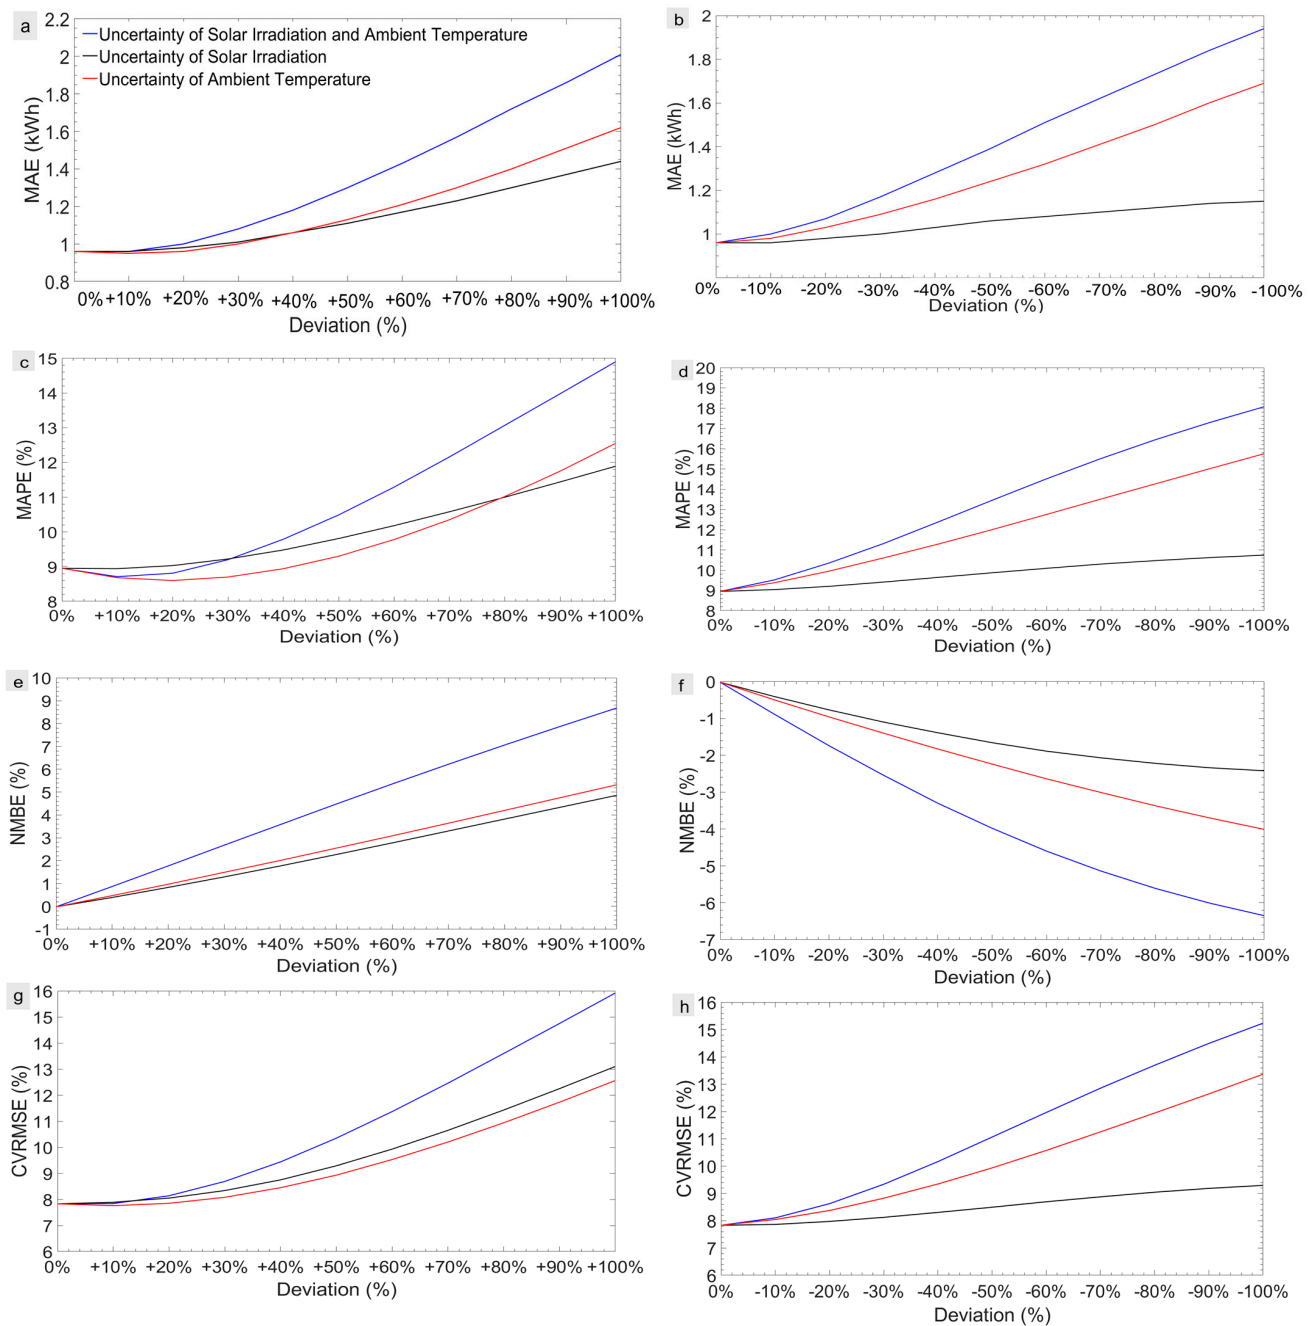 a
2.2
2
1.8
1.6
1.4
1.2
1
0.8
MAE (kWh)
Uncertainty of Solar Irradiation and Ambient Temperature
Uncertainty of Solar Irradiation
Uncertainty of Ambient Temperature
0% +10% +20% +30% +40% +50% +60% +70% +80% +90% +100%
Deviation (%)
b
2
1.8
1.6
1.4
1.2
1
MAE (kWh)
0% -10% -20% -30% -40% -50% -60% -70% -80% -90% -100%
Deviation (%)
c
15
14
13
12
11
10
9
8
MAPE (%)
0% +10% +20% +30% +40% +50% +60% +70% +80% +90% +100%
Deviation (%)
d
20
19
18
17
16
15
14
13
12
11
10
9
8
MAPE (%)
0% -10% -20% -30% -40% -50% -60% -70% -80% -90% -100%
Deviation (%)
e
10
9
8
7
6
5
4
3
2
1
0
-1
NMBE (%)
0% +10% +20% +30% +40% +50% +60% +70% +80% +90% +100%
Deviation (%)
f
0
-1
-2
-3
-4
-5
-6
-7
NMBE (%)
0% -10% -20% -30% -40% -50% -60% -70% -80% -90% -100%
Deviation (%)
g
16
15
14
13
12
11
10
9
8
7
6
CVRMSE (%)
0% +10% +20% +30% +40% +50% +60% +70% +80% +90% +100%
Deviation (%)
h
16
15
14
13
12
11
10
9
8
7
6
CVRMSE (%)
0% -10% -20% -30% -40% -50% -60% -70% -80% -90% -100%
Deviation (%)